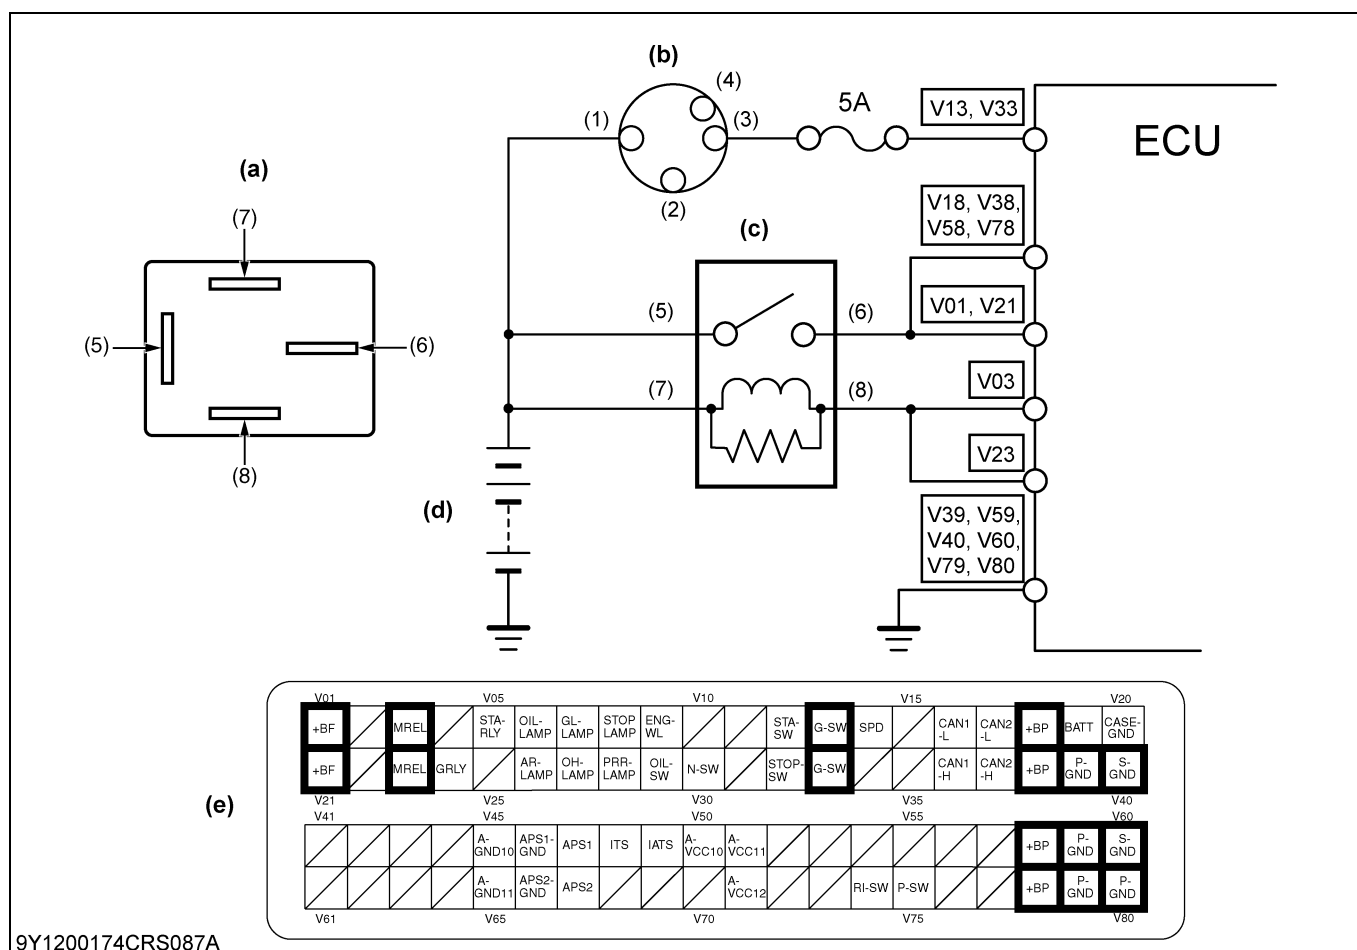 (b)
(4)
(1)
(3)
5A
V13, V33
ECU
(2)
(a)
(7)
(5)
(6)
(8)
(c)
V18, V38,
V58, V78
(5)
(6)
V01, V21
(7)
(8)
V03
V23
(d)
V39, V59,
V40, V60,
V79, V80
(e)
V01 V05 V10 V15 V20
+BF MREL STA-RLY OIL-LAMP GL-LAMP STOP LAMP ENG-WL STA-SW G-SW SPD CAN1-L CAN2-L +BP BATT CASE-GND
+BF MREL GRLY AR-LAMP OH-LAMP PRR-LAMP OIL-SW N-SW STOP-SW G-SW CAN1-H CAN2-H +BP P-GND S-GND
V21 V25 V30 V35 V40
V41 V45 V50 V55 V60
A-GND10 APS1-GND APS1 ITS IATS A-VCC10 A-VCC11 +BP P-GND S-GND
A-GND11 APS2-GND APS2 A-VCC12 RI-SW P-SW +BP P-GND P-GND
V61 V65 V70 V75 V80
9Y1200174CRS087A